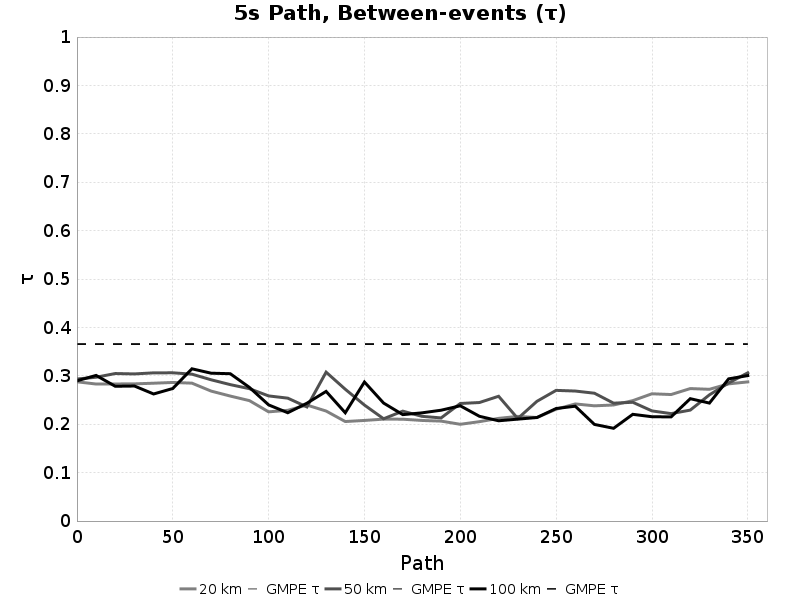 5s Path, Between-events (τ)
1
0.9
0.8
0.7
0.6
0.5
0.4
0.3
0.2
0.1
0
τ
0 50 100 150 200 250 300 350
Path
20 km GMPE τ 50 km GMPE τ 100 km GMPE τ